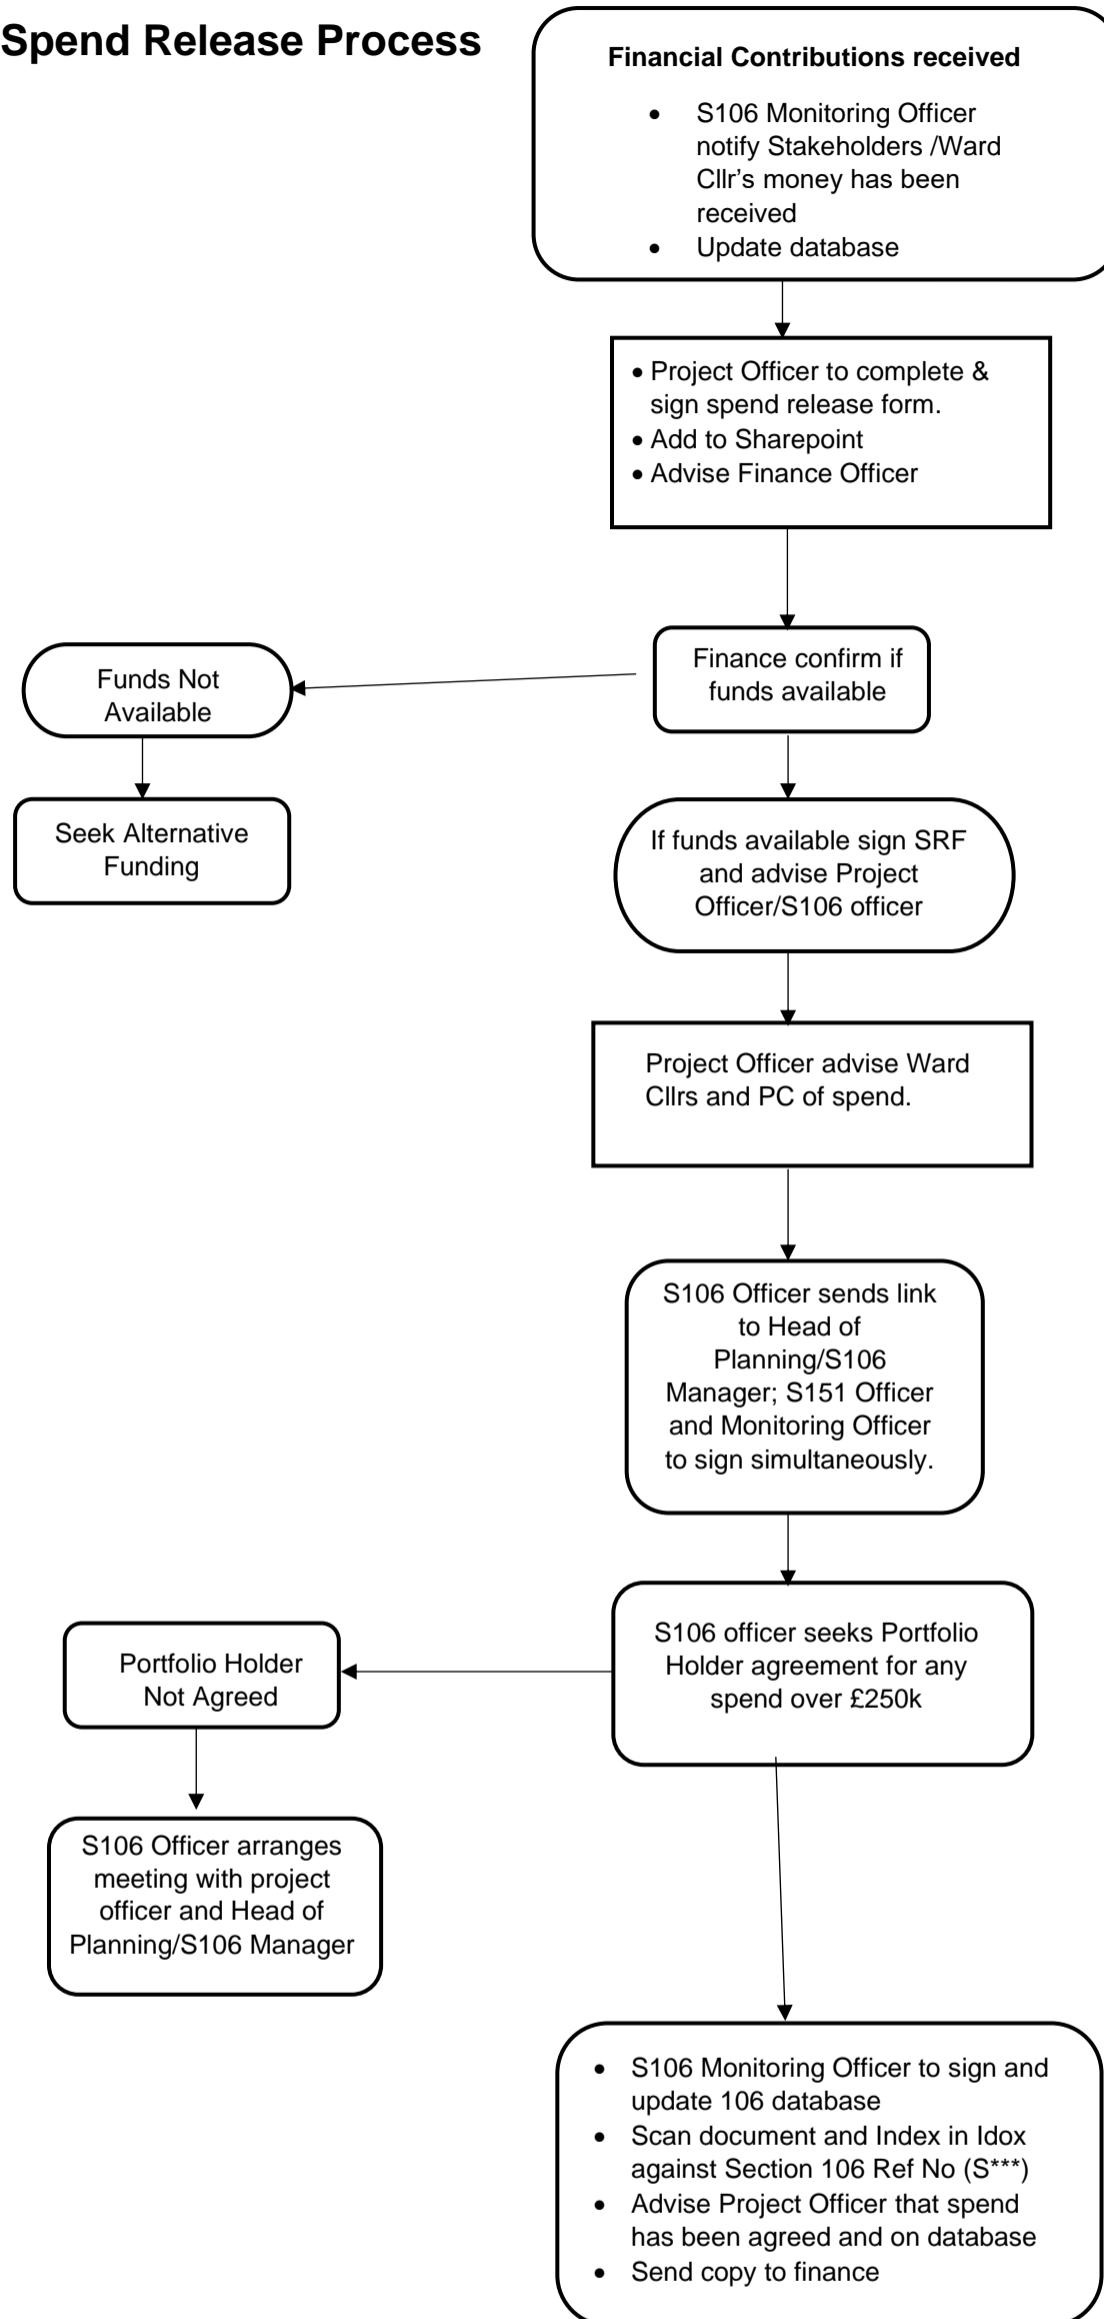 Spend Release Process
Financial Contributions received
• S106 Monitoring Officer
notify Stakeholders /Ward
Cllr's money has been
received
• Update database
• Project Officer to complete &
sign spend release form.
• Add to Sharepoint
• Advise Finance Officer
Finance confirm if
funds available
Funds Not
Available
Seek Alternative
Funding
If funds available sign SRF
and advise Project
Officer/S106 officer
Project Officer advise Ward
Cllrs and PC of spend.
S106 Officer sends link
to Head of
Planning/S106
Manager; S151 Officer
and Monitoring Officer
to sign simultaneously.
S106 officer seeks Portfolio
Holder agreement for any
spend over £250k
Portfolio Holder
Not Agreed
S106 Officer arranges
meeting with project
officer and Head of
Planning/S106 Manager
• S106 Monitoring Officer to sign and
update 106 database
• Scan document and Index in Idox
against Section 106 Ref No (S***)
• Advise Project Officer that spend
has been agreed and on database
• Send copy to finance